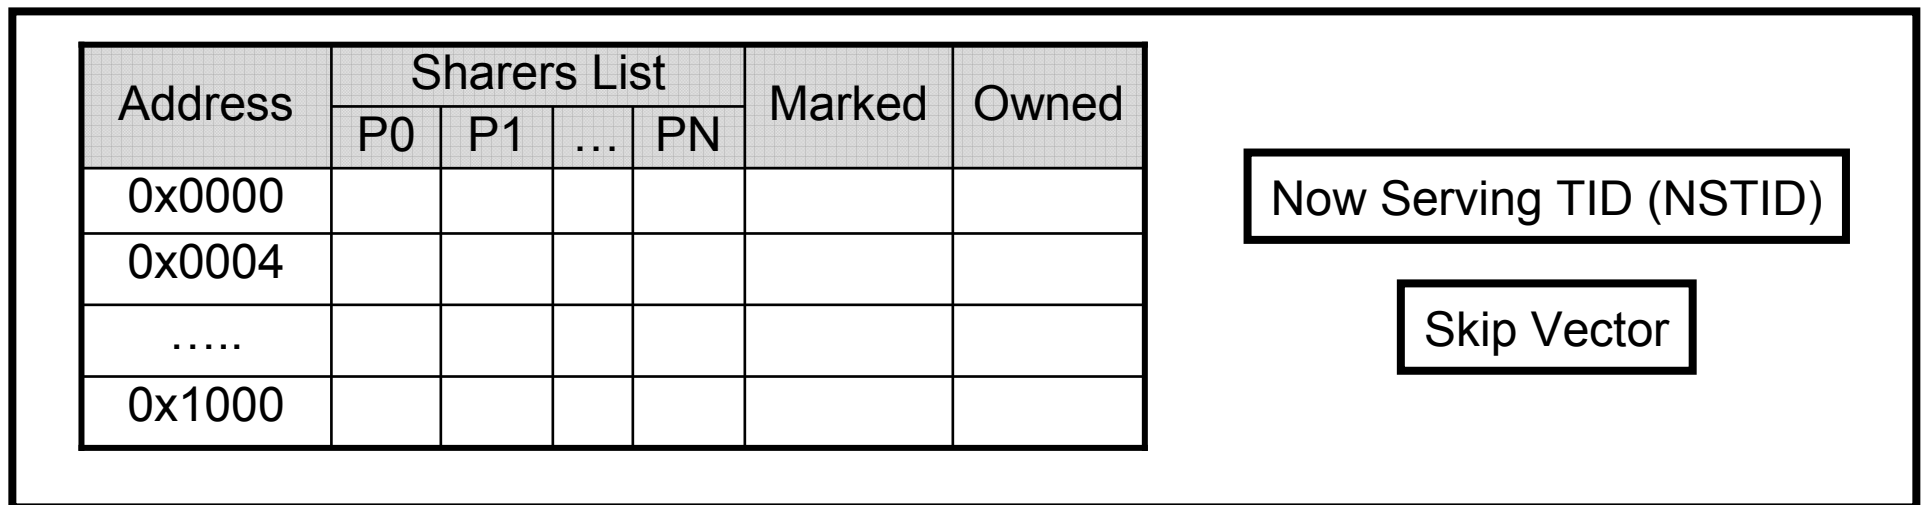 Address Sharers List Marked Owned
P0 P1 … PN
0x0000
0x0004
…..
0x1000
Now Serving TID (NSTID)
Skip Vector